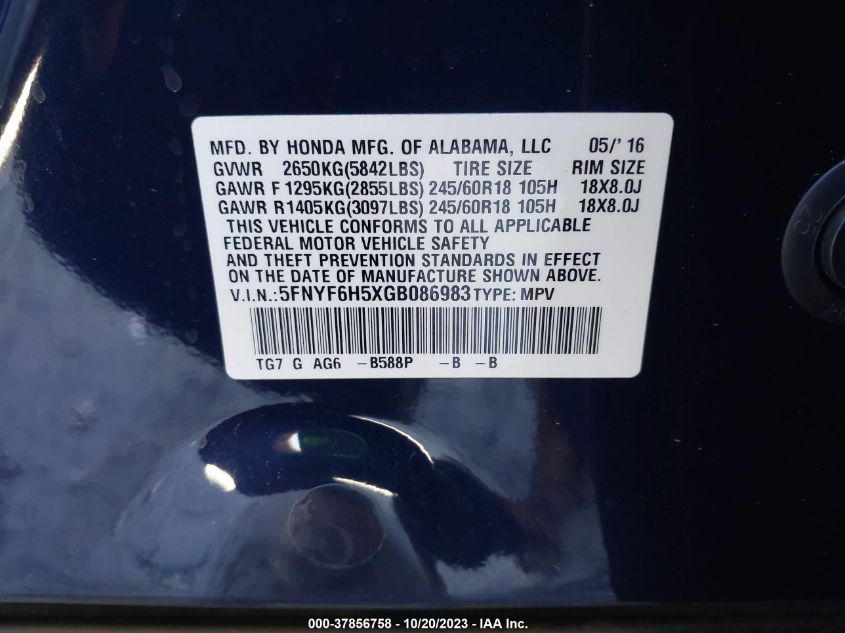 MFD. BY HONDA MFG. OF ALABAMA, LLC 05/' 16
GVWR 2650KG(5842LBS) TIRE SIZE RIM SIZE
GAWR F 1295KG(2855LBS) 245/60R18 105H 18X8.0J
GAWR R1405KG(3097LBS) 245/60R18 105H 18X8.0J
THIS VEHICLE CONFORMS TO ALL APPLICABLE
FEDERAL MOTOR VEHICLE SAFETY
AND THEFT PREVENTION STANDARDS IN EFFECT
ON THE DATE OF MANUFACTURE SHOWN ABOVE.
V.I.N.:5FNYF6H5XGB086983 TYPE: MPV
TG7 G AG6 -B588P -B -B
000-37856758 - 10/20/2023 - IAA Inc.